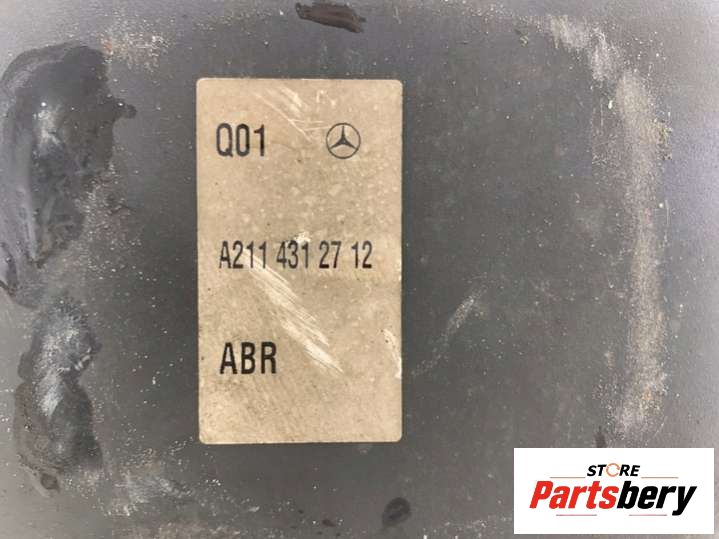 Q01
A211 431 27 12
ABR
STORE
Partsbery